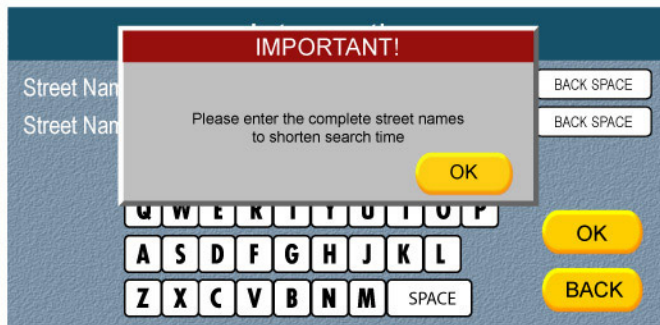 IMPORTANT!
Street Nam
BACK SPACE
Please enter the complete street names
to shorten search time
Street Nam
BACK SPACE
OK
Q W E R T Y U I O P
OK
A S D F G H J K L
BACK
Z X C V B N M SPACE